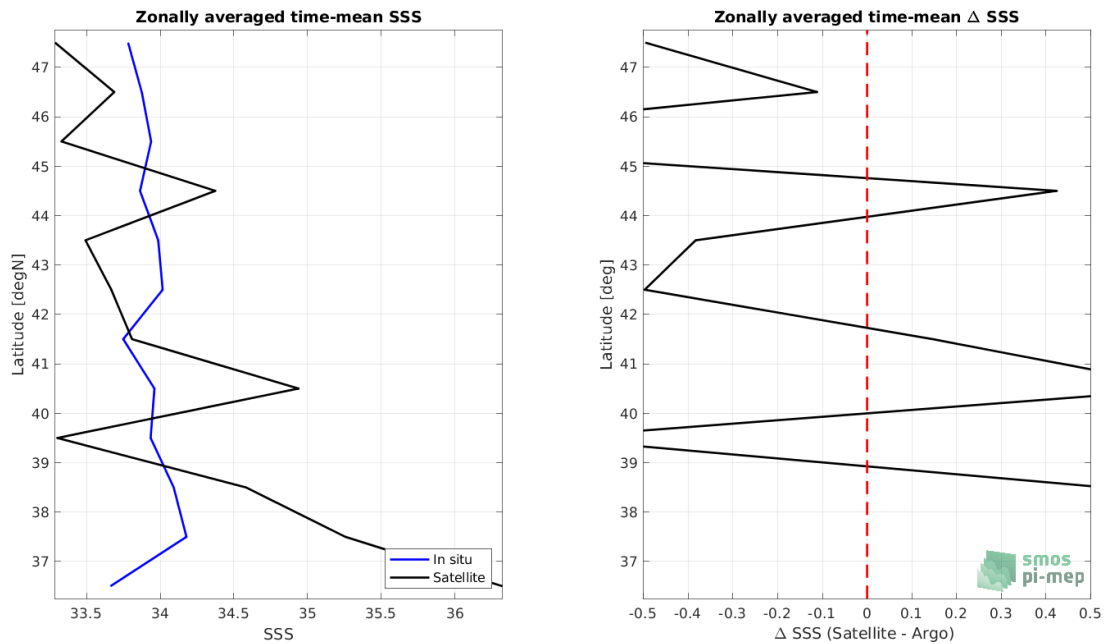 Zonally averaged time-mean SSS
47
46
45
44
43
42
41
40
39
38
37
Latitude [degN]
33.5 34 34.5 35 35.5 36
SSS
In situ
Satellite
Zonally averaged time-mean Δ SSS
47
46
45
44
43
42
41
40
39
38
37
Latitude [deg]
-0.5 -0.4 -0.3 -0.2 -0.1 0 0.1 0.2 0.3 0.4 0.5
Δ SSS (Satellite - Argo)
smos
pi-mep